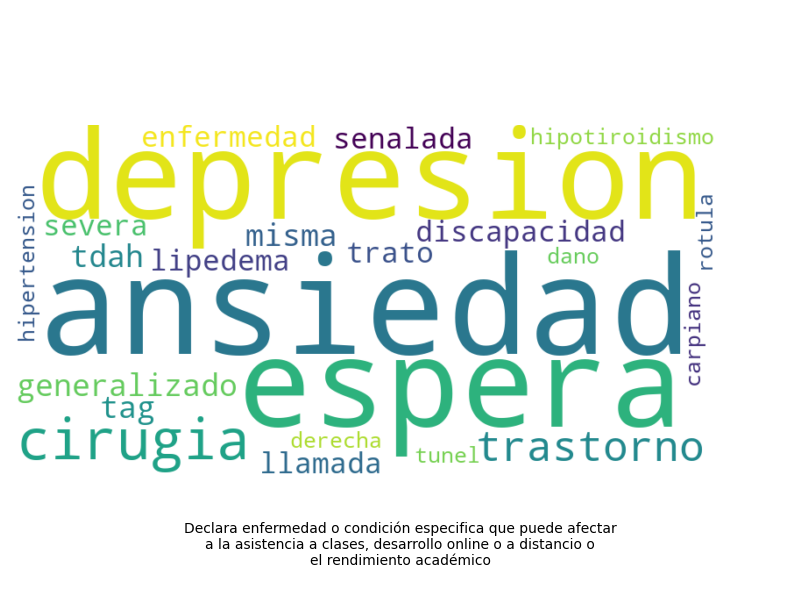 enfermedad senalada hipotiroidismo
depresion
hipertension
severa misma discapacidad rotula
tdah lipedema trato dano
ansiedad
carpiano
espera
generalizado
tag
cirugia derecha trastorno
llamada tunel
Declara enfermedad o condición especifica que puede afectar
a la asistencia a clases, desarrollo online o a distancio o
el rendimiento académico